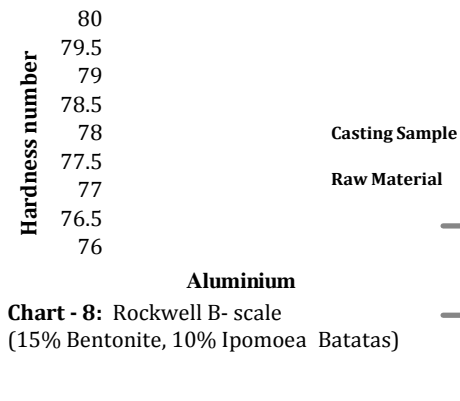 80
79.5
79
78.5
78
77.5
77
76.5
76
Hardness number
Casting Sample
Raw Material
Aluminium
Chart - 8: Rockwell B- scale
(15% Bentonite, 10% Ipomoea Batatas)